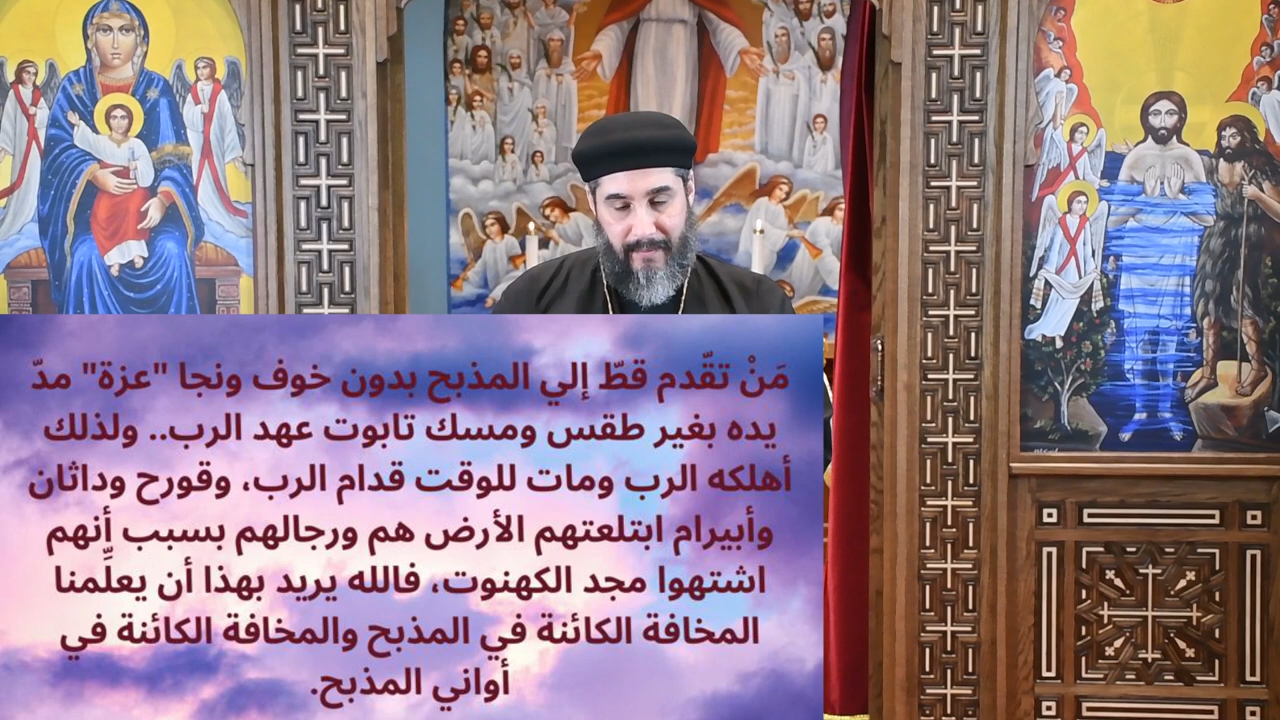 مَنْ تقّدم قطّ إلي المذبح بدون خوف ونجا "عزة" مدّ
يده بغير طقس ومسك تابوت عهد الرب.. ولذلك
أهلكه الرب ومات للوقت قدام الرب، وقورح وداثان
وأبيرام ابتلعتهم الأرض هم ورجالهم بسبب أنهم
اشتهوا مجد الكهنوت، فالله يريد بهذا أن يعلِّمنا
المخافة الكائنة في المذبح والمخافة الكائنة في
أواني المذبح.